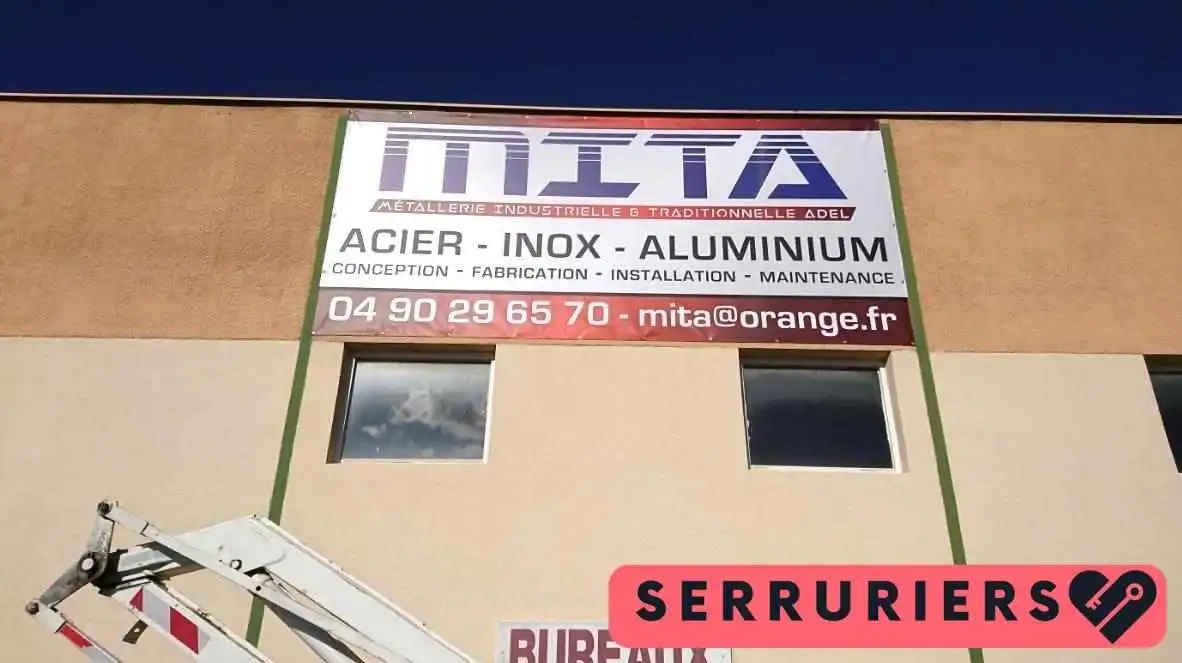 MITA
MÉTALLERIE INDUSTRIELLE & TRADITIONNELLE ADEL
ACIER - INOX - ALUMINIUM
CONCEPTION - FABRICATION - INSTALLATION - MAINTENANCE
04 90 29 65 70 - mita@orange.fr
SERRURIERS
BUREAUX